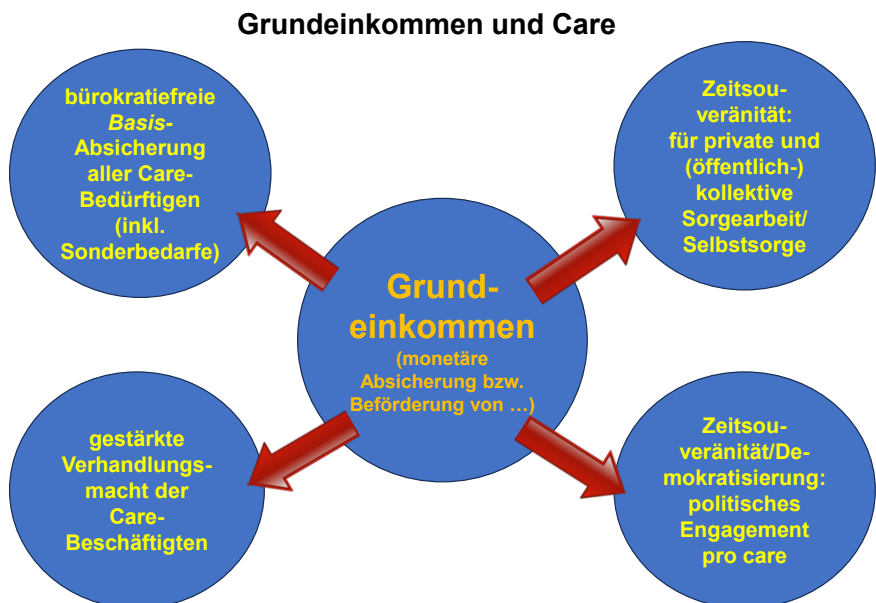 Grundeinkommen und Care
bürokratiefreie
Basis-
Absicherung
aller Care-
Bedürftigen
(inkl.
Sonderbedarfe)
Zeitsou-
veränität:
für private und
(öffentlich-)
kollektive
Sorgearbeit/
Selbstsorge
Grund-
einkommen
(monetäre
Absicherung bzw.
Beförderung von …)
gestärkte
Verhandlungs-
macht der
Care-
Beschäftigten
Zeitsou-
veränität/De-
mokratisierung:
politisches
Engagement
pro care